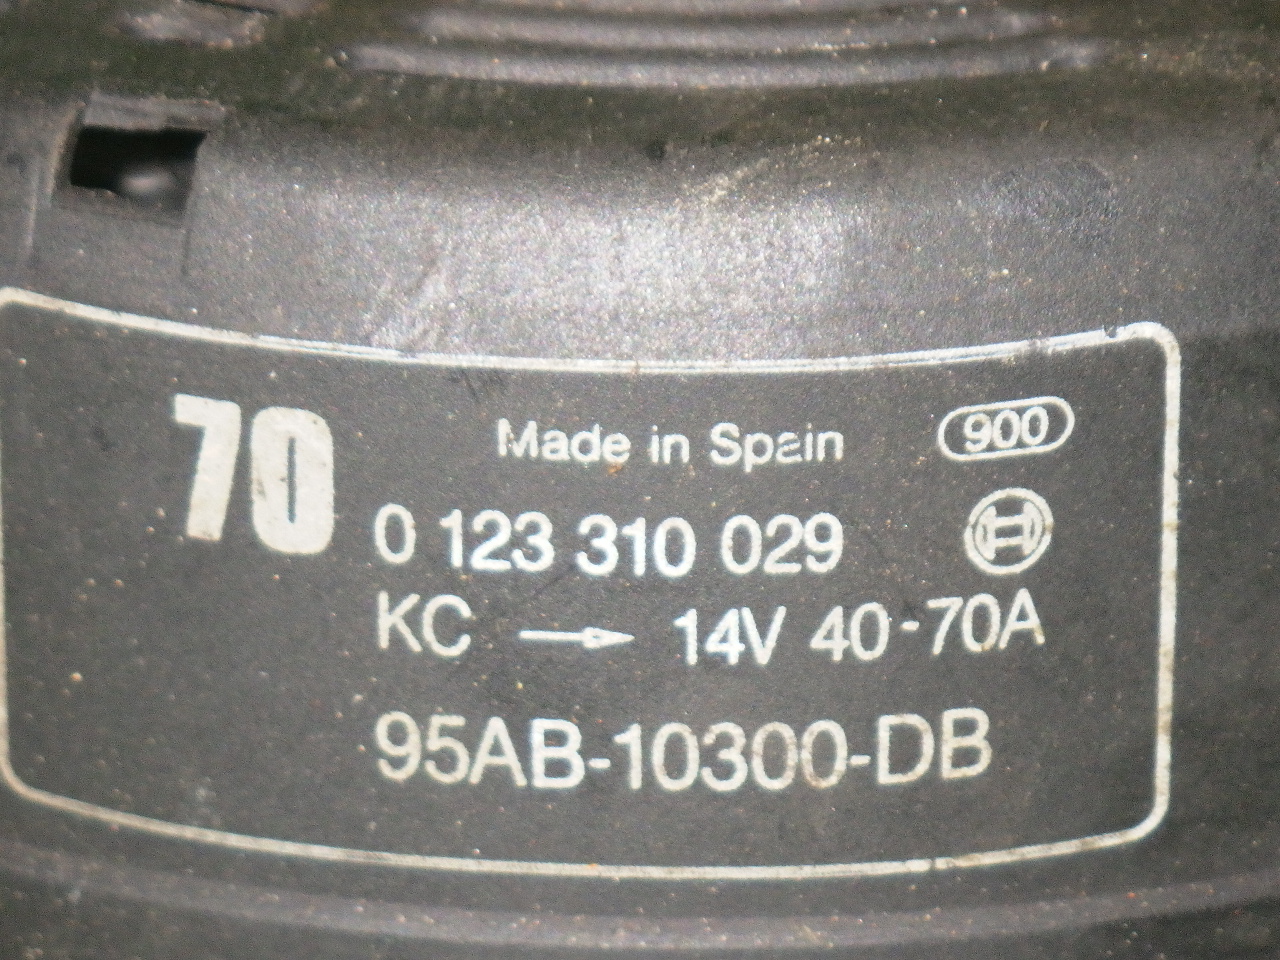 70
Made in Spain 900
0 123 310 029
KC → 14V 40-70A
95AB-10300-DB